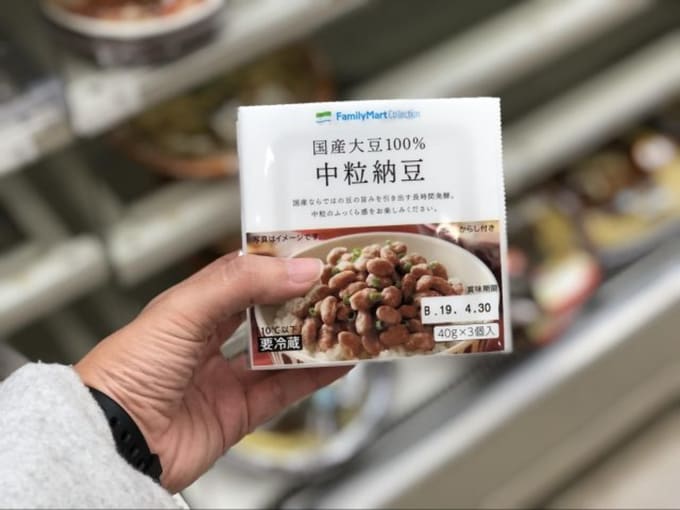 FamilyMart Collection
国産大豆100%
中粒納豆
国産ならではの豆の旨みを引き出す長時間発酵。
中粒のふっくら感をお楽しみください。
写真はイメージです。
からし付き
賞味期限
B.19. 4.30
40g×3個入
10℃以下
要冷蔵